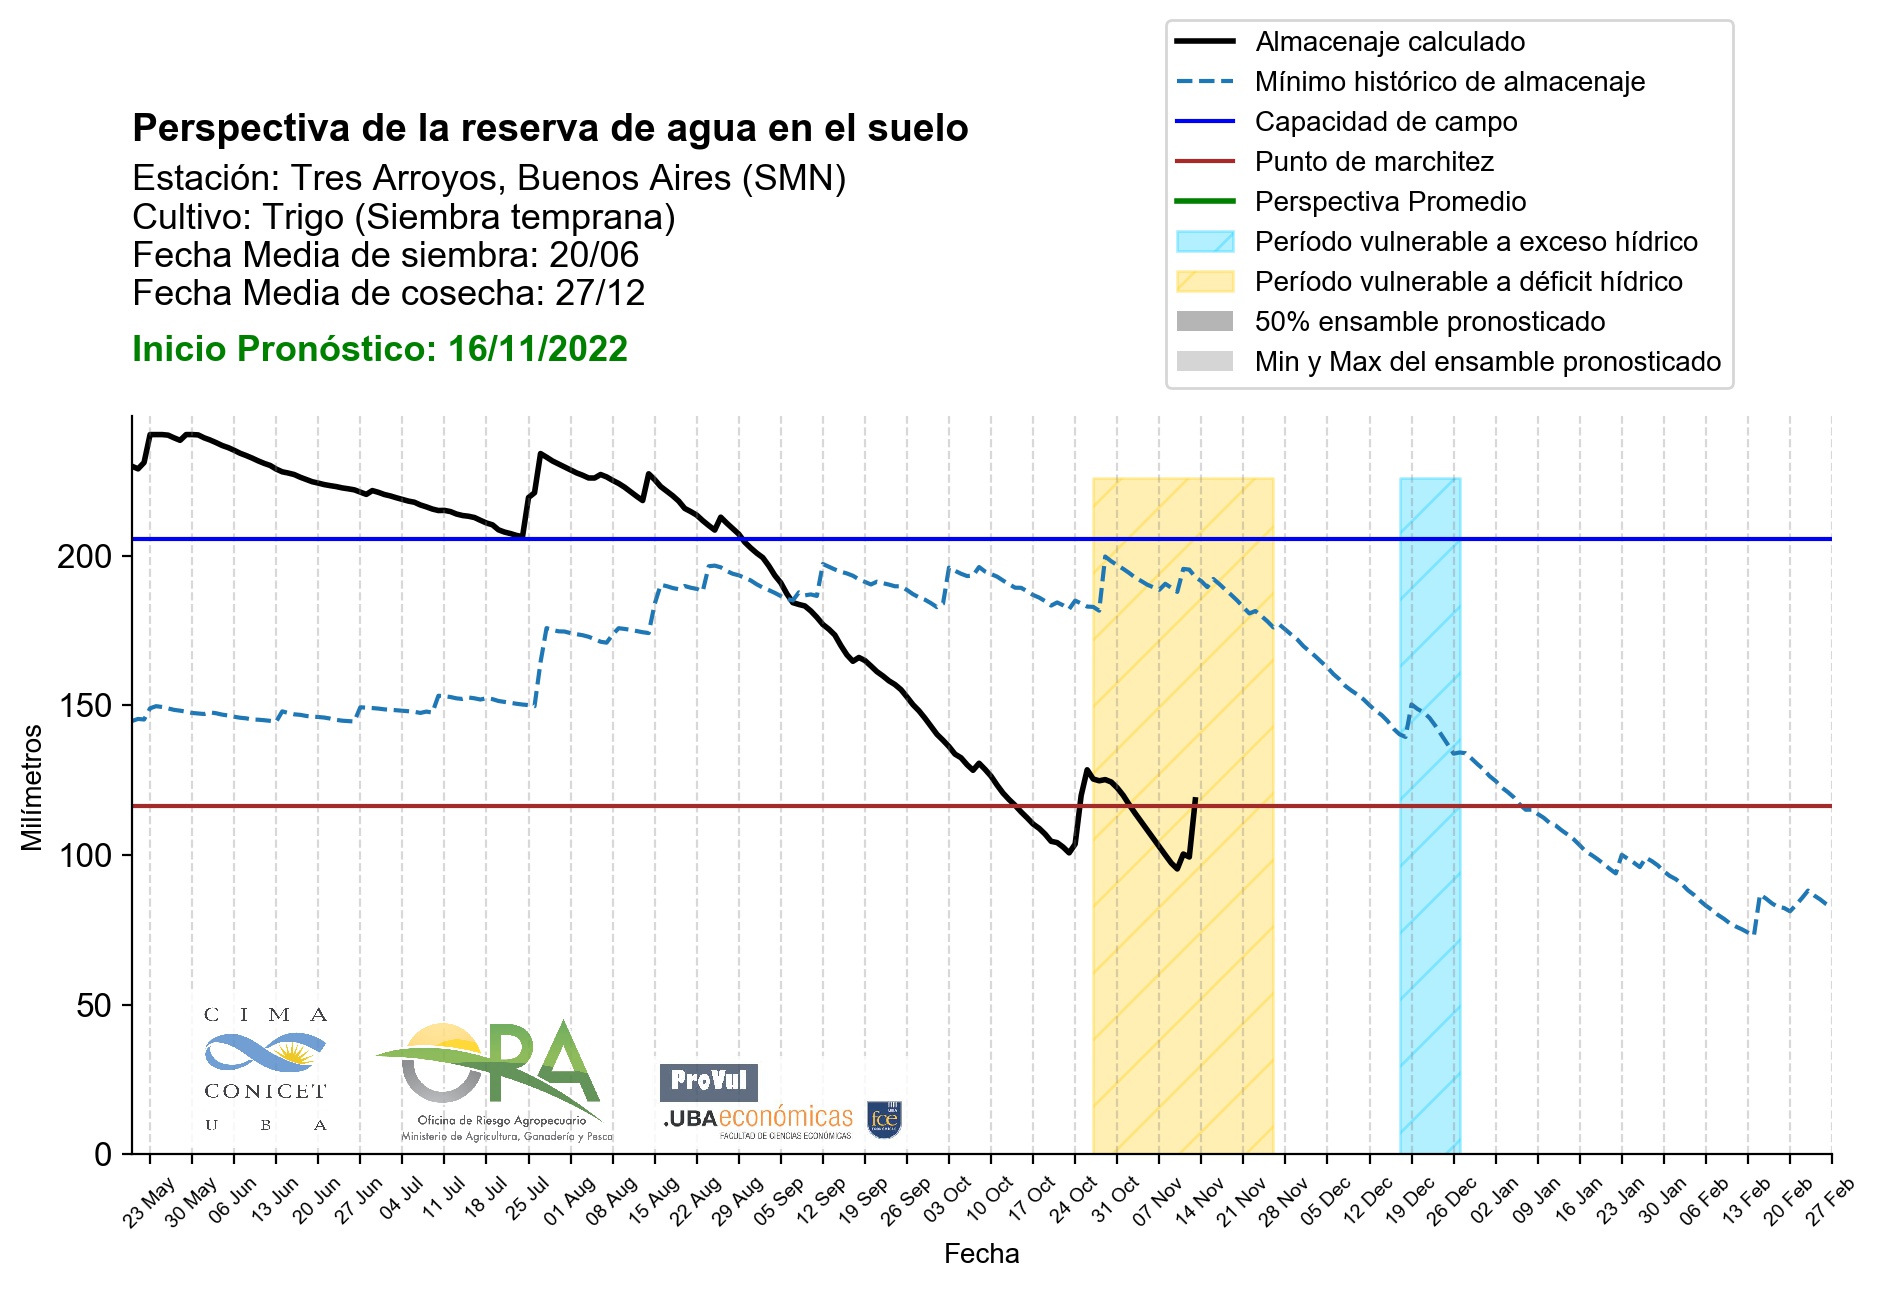 Almacenaje calculado
Mínimo histórico de almacenaje
Capacidad de campo
Punto de marchitez
Perspectiva Promedio
Período vulnerable a exceso hídrico
Período vulnerable a déficit hídrico
50% ensamble pronosticado
Min y Max del ensamble pronosticado
Perspectiva de la reserva de agua en el suelo
Estación: Tres Arroyos, Buenos Aires (SMN)
Cultivo: Trigo (Siembra temprana)
Fecha Media de siembra: 20/06
Fecha Media de cosecha: 27/12
Inicio Pronóstico: 16/11/2022
Milímetros
200
150
100
50
0
CIMA
CONICET
UBA
ORA
Oficina de Riesgo Agropecuario
Ministerio de Agricultura, Ganadería y Pesca
ProVul
.UBAeconómicas
FACULTAD DE CIENCIAS ECONÓMICAS
UBA
fce
ECONÓMICAS
23 May 30 May 06 Jun 13 Jun 20 Jun 27 Jun 04 Jul 11 Jul 18 Jul 25 Jul 01 Aug 08 Aug 15 Aug 22 Aug 29 Aug 05 Sep 12 Sep 19 Sep 26 Sep 03 Oct 10 Oct 17 Oct 24 Oct 31 Oct 07 Nov 14 Nov 21 Nov 28 Nov 05 Dec 12 Dec 19 Dec 26 Dec 02 Jan 09 Jan 16 Jan 23 Jan 30 Jan 06 Feb 13 Feb 20 Feb 27 Feb
Fecha